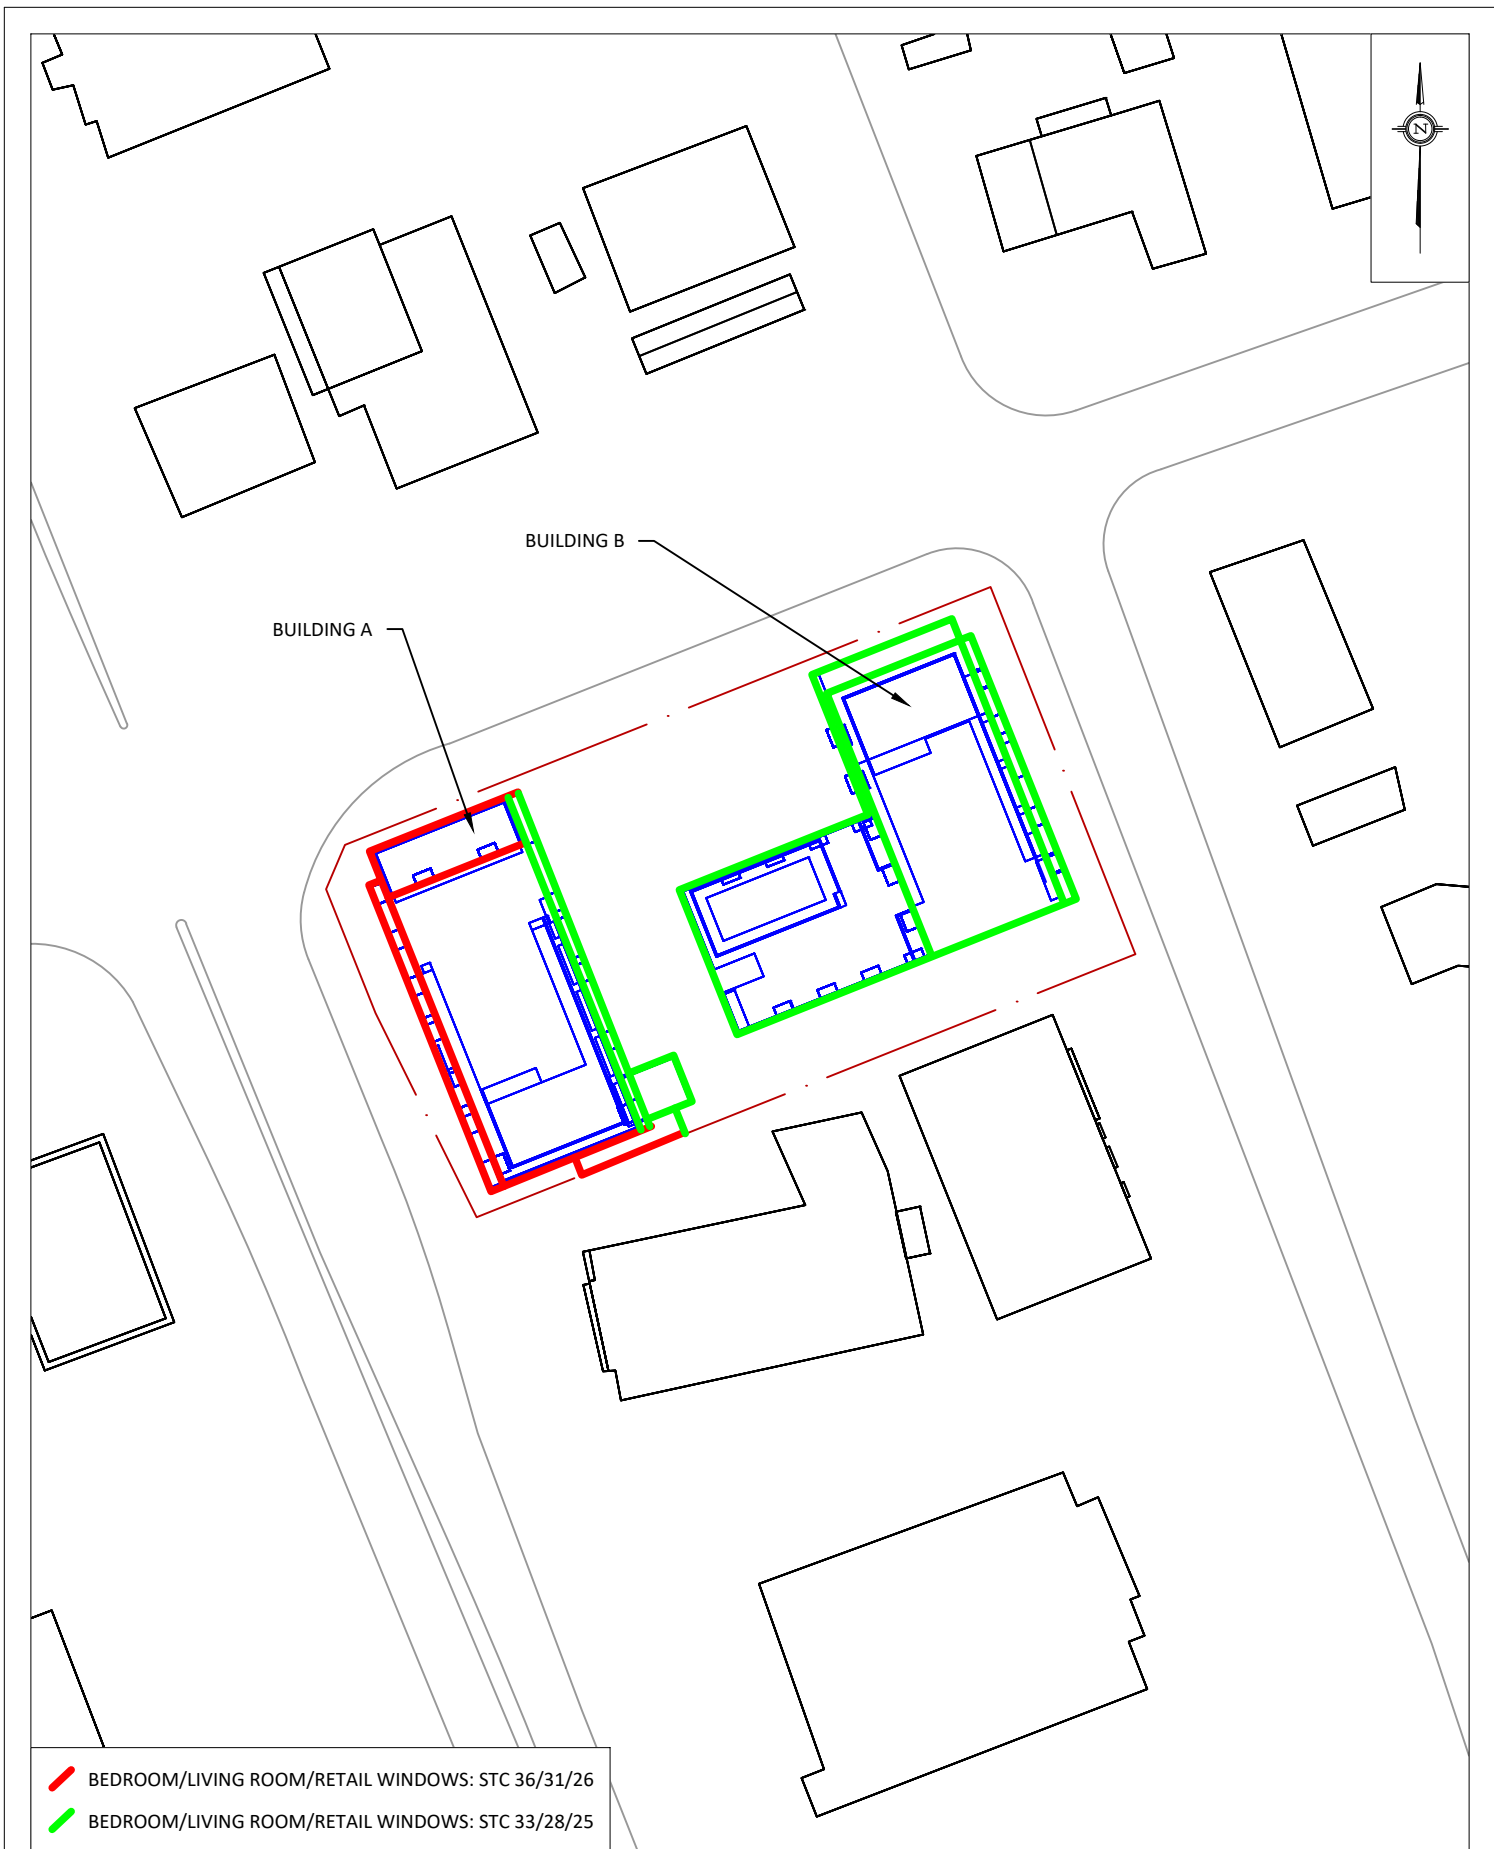 N
BUILDING B
BUILDING A
BEDROOM/LIVING ROOM/RETAIL WINDOWS: STC 36/31/26
BEDROOM/LIVING ROOM/RETAIL WINDOWS: STC 33/28/25